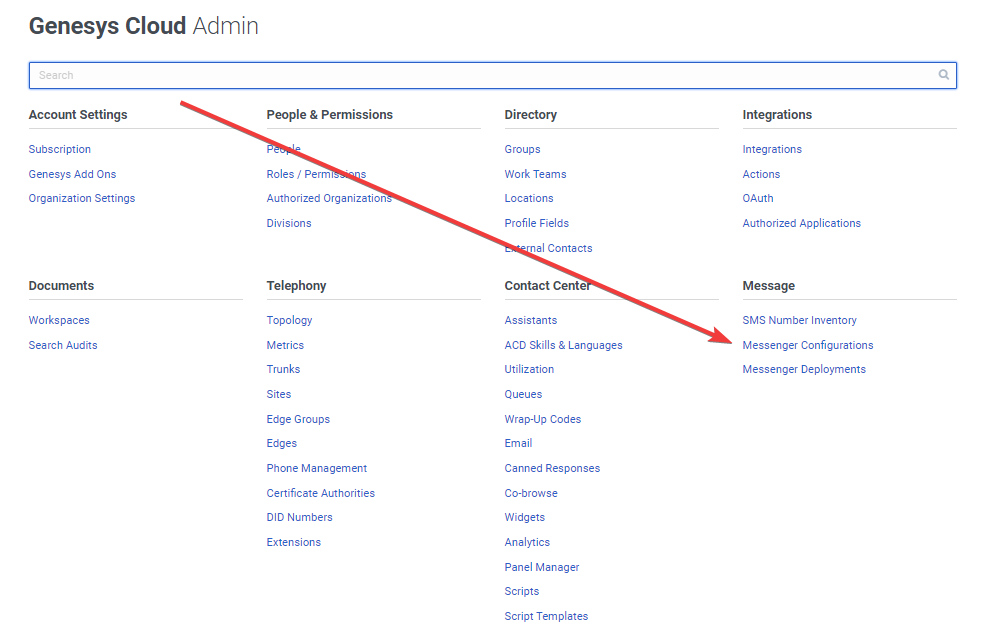 Genesys Cloud Admin
Search
Account Settings
Subscription
Genesys Add Ons
Organization Settings
People & Permissions
People
Roles / Permissions
Authorized Organizations
Divisions
Directory
Groups
Work Teams
Locations
Profile Fields
External Contacts
Integrations
Integrations
Actions
OAuth
Authorized Applications
Documents
Workspaces
Search Audits
Telephony
Topology
Metrics
Trunks
Sites
Edge Groups
Edges
Phone Management
Certificate Authorities
DID Numbers
Extensions
Contact Center
Assistants
ACD Skills & Languages
Utilization
Queues
Wrap-Up Codes
Email
Canned Responses
Co-browse
Widgets
Analytics
Panel Manager
Scripts
Script Templates
Message
SMS Number Inventory
Messenger Configurations
Messenger Deployments